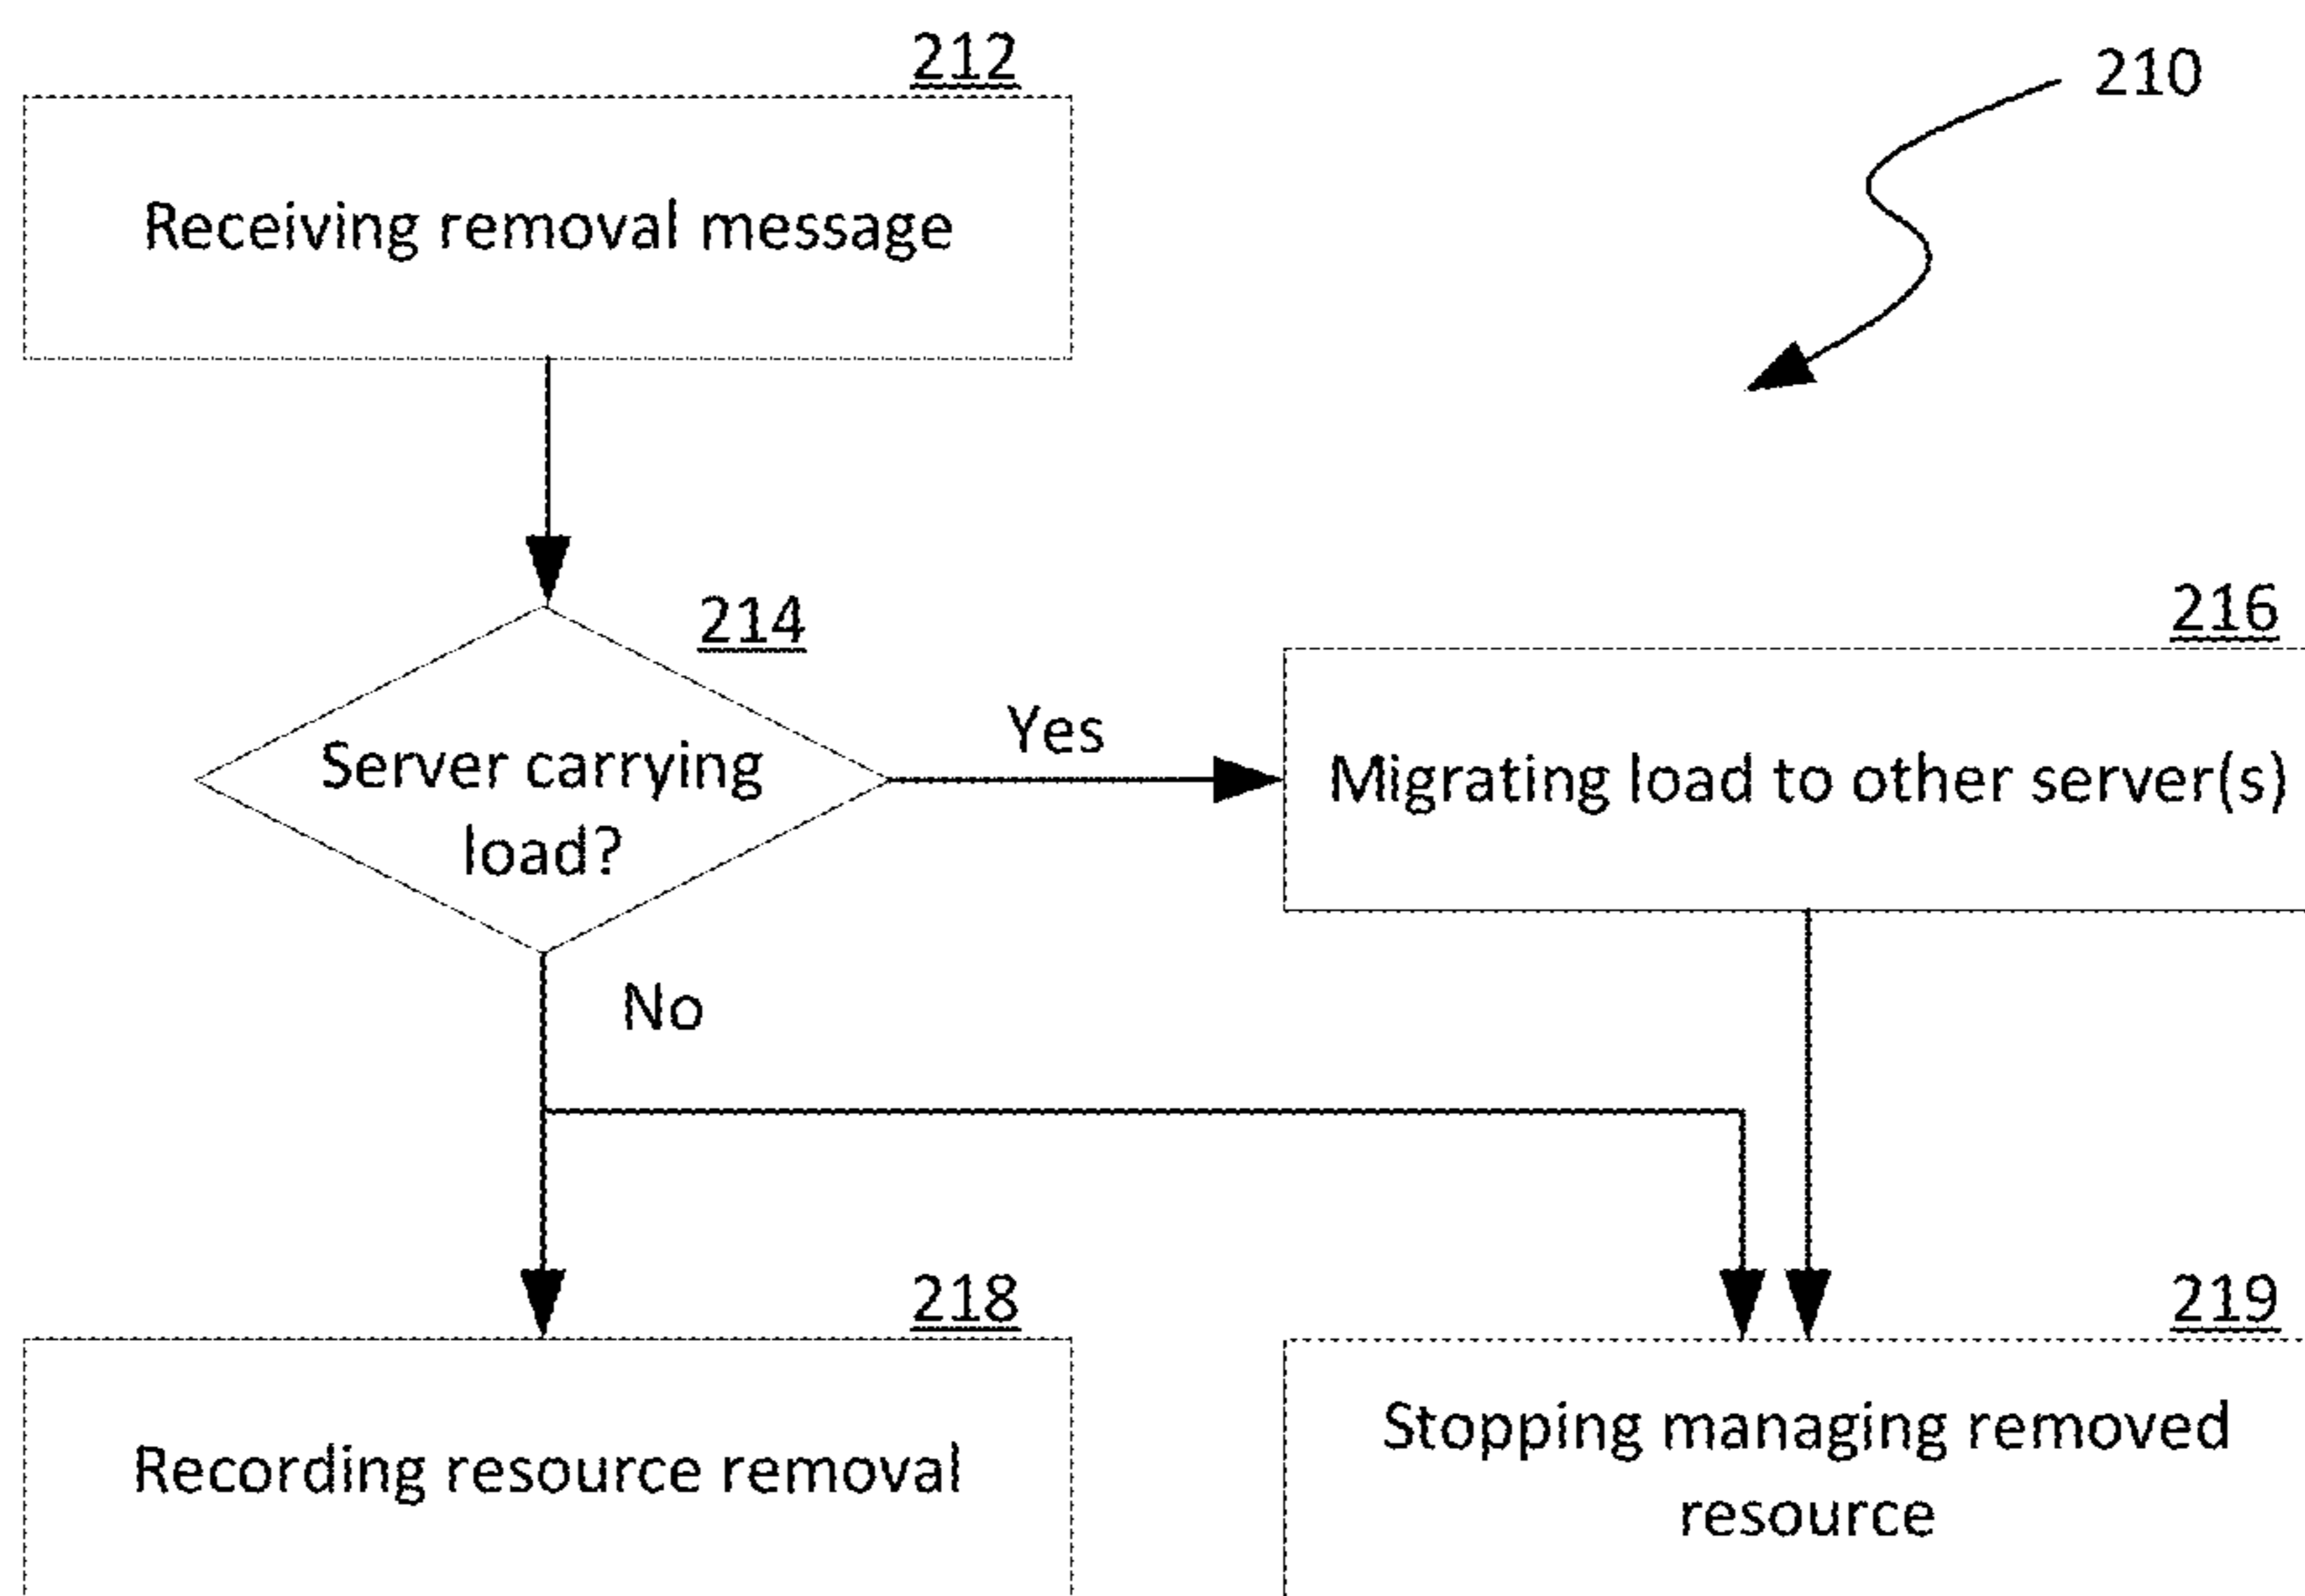 212
210
Receiving removal message
214
216
Yes
Server carrying
load?
Migrating load to other server(s)
No
218
219
Recording resource removal
Stopping managing removed
resource